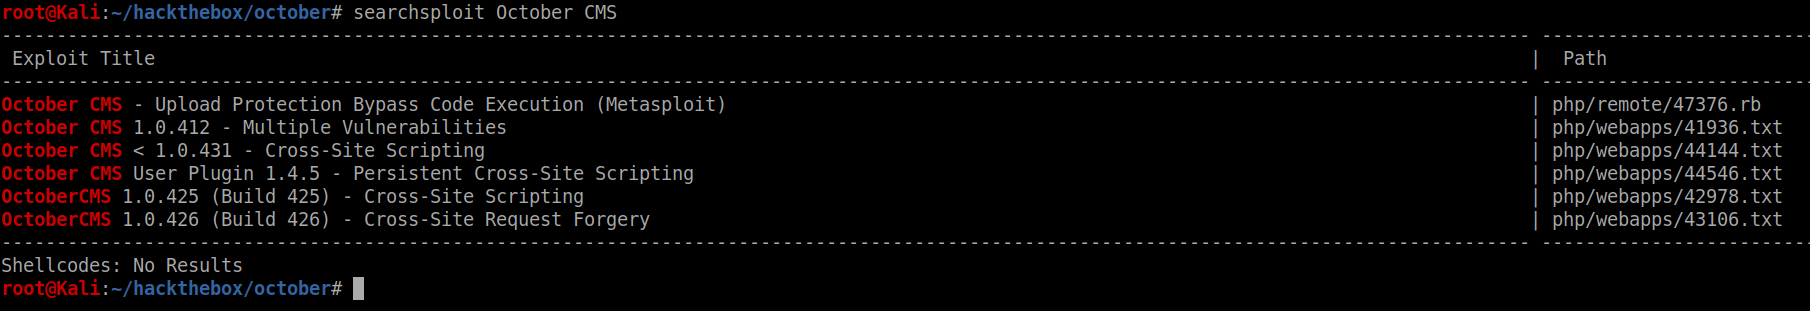 root@Kali:~/hackthebox/october# searchsploit October CMS
---------------------------------------------------------------------------------------------------------------------------------------- -------------------------
Exploit Title | Path
---------------------------------------------------------------------------------------------------------------------------------------- -------------------------
October CMS - Upload Protection Bypass Code Execution (Metasploit) | php/remote/47376.rb
October CMS 1.0.412 - Multiple Vulnerabilities | php/webapps/41936.txt
October CMS < 1.0.431 - Cross-Site Scripting | php/webapps/44144.txt
October CMS User Plugin 1.4.5 - Persistent Cross-Site Scripting | php/webapps/44546.txt
OctoberCMS 1.0.425 (Build 425) - Cross-Site Scripting | php/webapps/42978.txt
OctoberCMS 1.0.426 (Build 426) - Cross-Site Request Forgery | php/webapps/43106.txt
---------------------------------------------------------------------------------------------------------------------------------------- -------------------------
Shellcodes: No Results
root@Kali:~/hackthebox/october#